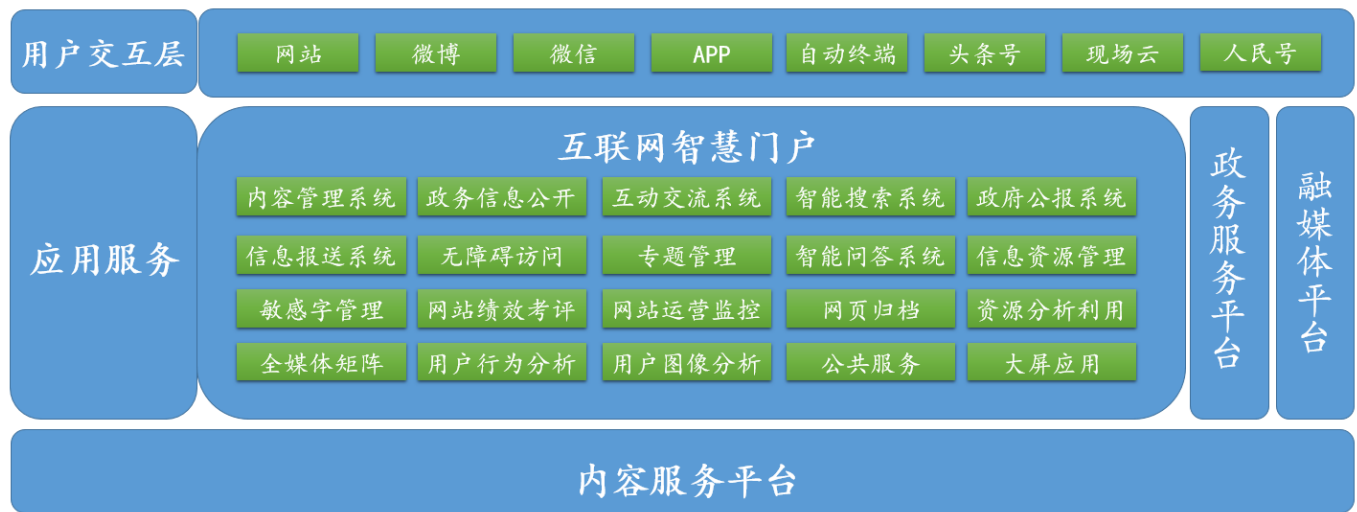 用户交互层
网站 微博 微信 APP 自动终端 头条号 现场云 人民号
应用服务
互联网智慧门户
内容管理系统 政务信息公开 互动交流系统 智能搜索系统 政府公报系统
信息报送系统 无障碍访问 专题管理 智能问答系统 信息资源管理
敏感字管理 网站绩效考评 网站运营监控 网页归档 资源分析利用
全媒体矩阵 用户行为分析 用户图像分析 公共服务 大屏应用
政务服务平台
融媒体平台
内容服务平台